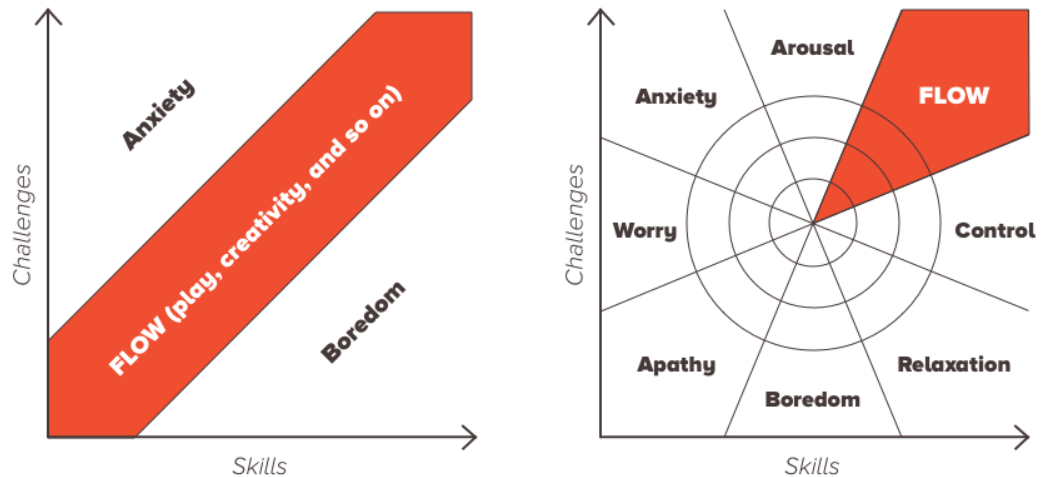 Challenges
Anxiety
FLOW (play, creativity, and so on)
Boredom
Skills
Challenges
Arousal
Anxiety
FLOW
Worry
Control
Apathy
Relaxation
Boredom
Skills